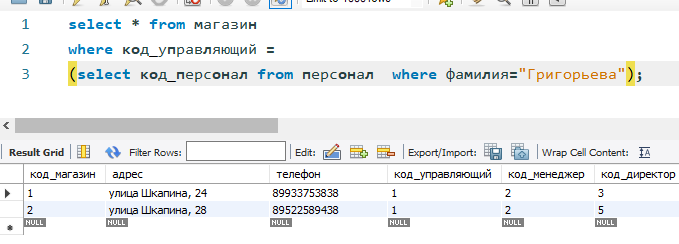 1 select * from магазин
2 where код_управляющий =
3 (select код_персонал from персонал where фамилия="Григорьева");
Result Grid Filter Rows: Edit: Export/Import: Wrap Cell Content:
код_магазин адрес телефон код_управляющий код_менеджер код_директор
1 улица Шкапина, 24 89933753838 1 2 3
2 улица Шкапина, 28 89522589438 1 2 5
NULL NULL NULL NULL NULL NULL